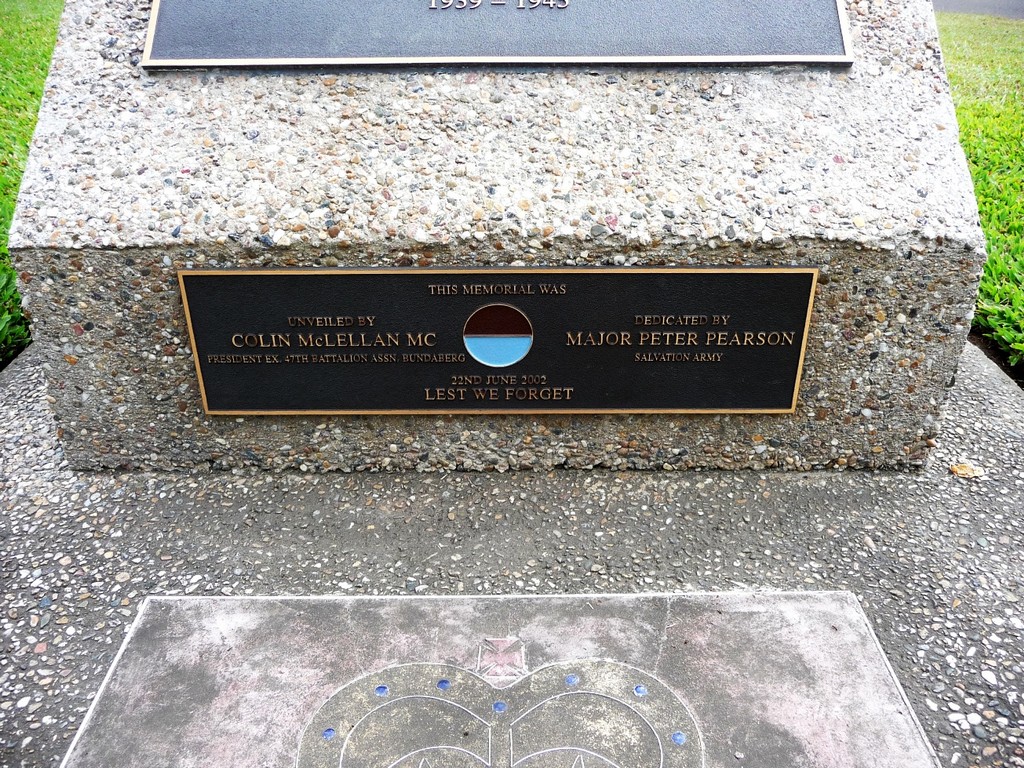 1939 – 1945
THIS MEMORIAL WAS
UNVEILED BY
COLIN McLELLAN MC
PRESIDENT EX. 47TH BATTALION ASSN. BUNDABERG
DEDICATED BY
MAJOR PETER PEARSON
SALVATION ARMY
22ND JUNE 2002
LEST WE FORGET